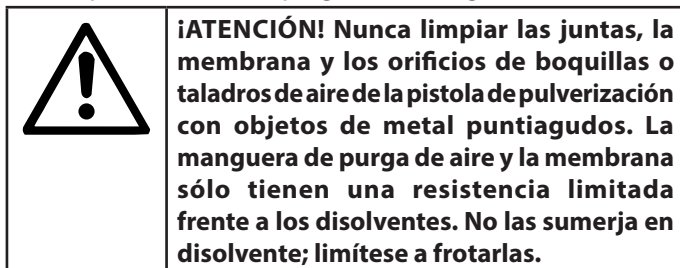 ¡ATENCIÓN! Nunca limpiar las juntas, la
membrana y los orificios de boquillas o
taladros de aire de la pistola de pulverización
con objetos de metal puntiagudos. La
manguera de purga de aire y la membrana
sólo tienen una resistencia limitada
frente a los disolventes. No las sumerja en
disolvente; limítese a frotarlas.